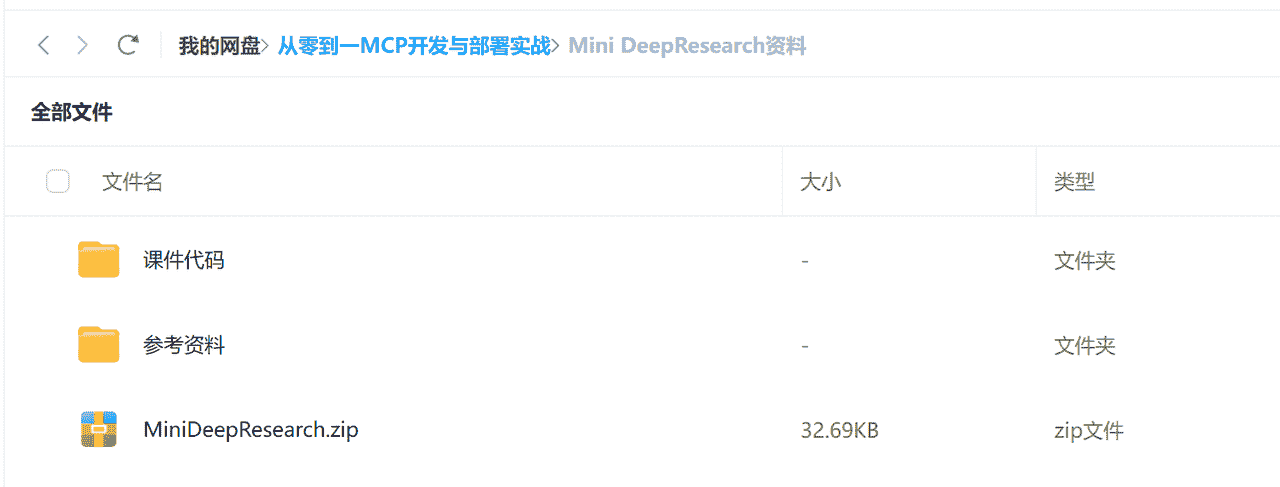 我的网盘> 从零到一MCP开发与部署实战> Mini DeepResearch资料
全部文件
文件名 大小 类型
课件代码 - 文件夹
参考资料 - 文件夹
MiniDeepResearch.zip 32.69KB zip文件